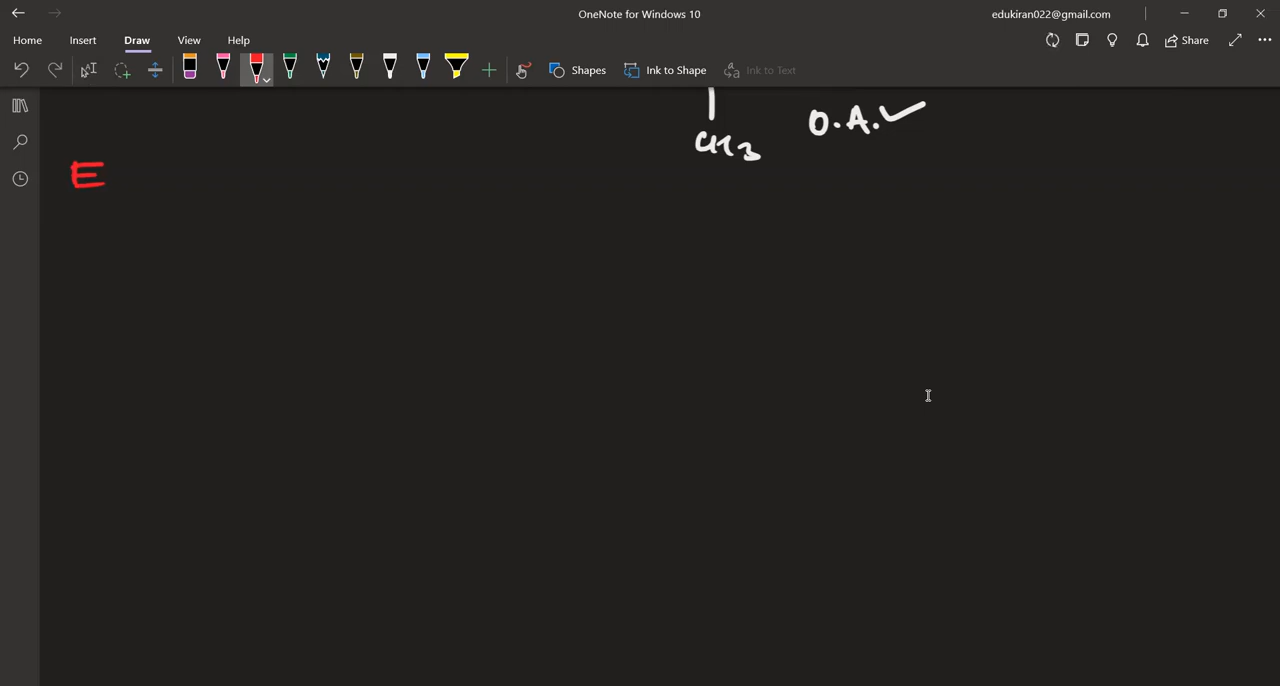 OneNote for Windows 10
edukiran022@gmail.com
Home Insert Draw View Help
Share
Shapes
Ink to Shape
Ink to Text
CH3
O.A.✓
E